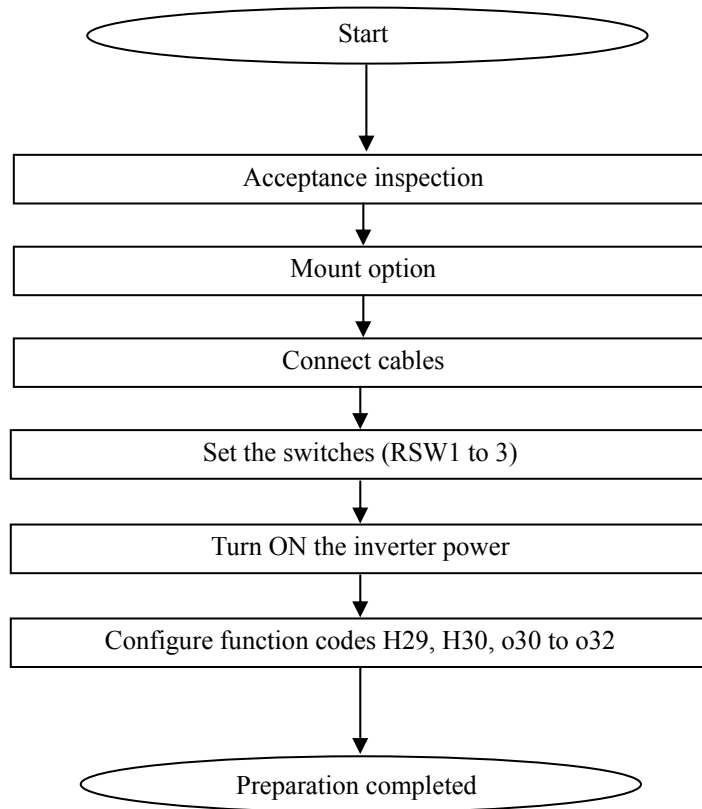 Start
Acceptance inspection
Mount option
Connect cables
Set the switches (RSW1 to 3)
Turn ON the inverter power
Configure function codes H29, H30, o30 to o32
Preparation completed